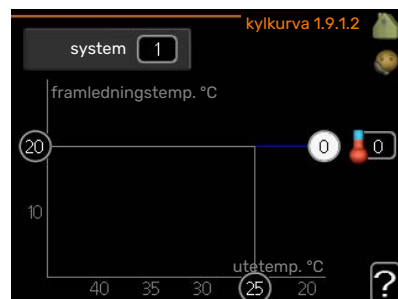 kylkurva 1.9.1.2
system 1
framledningstemp. °C
20
0
0
10
utetemp. °C
40 35 30 25 20
?